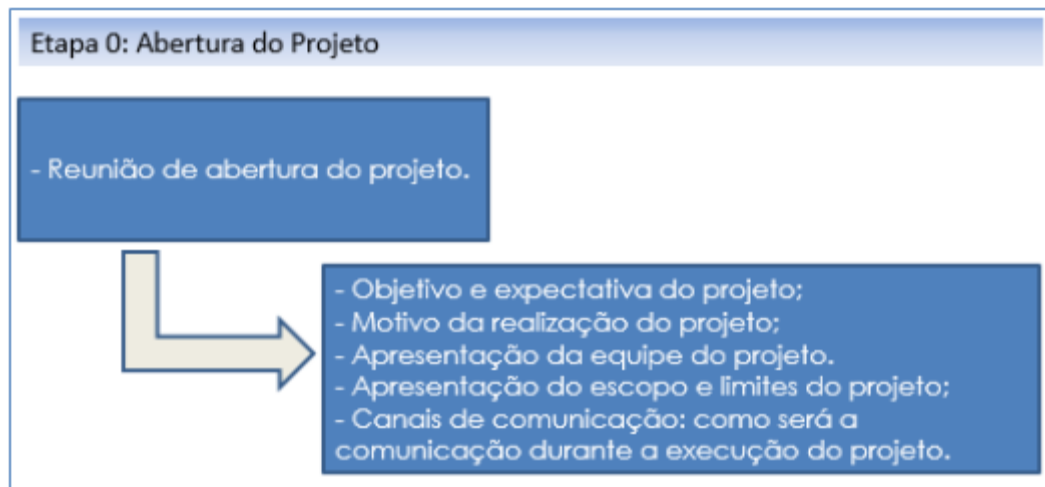 Etapa 0: Abertura do Projeto
- Reunião de abertura do projeto.
- Objetivo e expectativa do projeto;
- Motivo da realização do projeto;
- Apresentação da equipe do projeto.
- Apresentação do escopo e limites do projeto;
- Canais de comunicação: como será a
comunicação durante a execução do projeto.